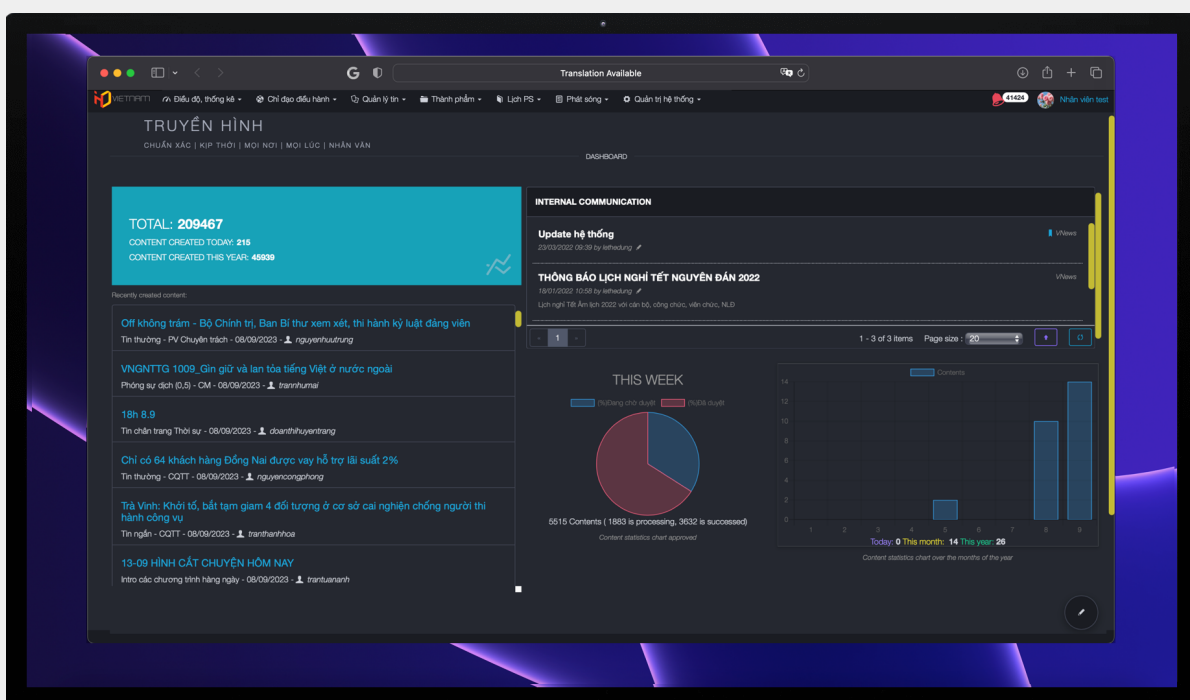 Translation Available
VIETNAM
Điều độ, thống kê
Chỉ đạo điều hành
Quản lý tin
Thành phẩm
Lịch PS
Phát sóng
Quản trị hệ thống
41424
Nhân viên test
TRUYỀN HÌNH
CHUẨN XÁC | KỊP THỜI | MỌI NƠI | MỌI LÚC | NHÂN VĂN
DASHBOARD
TOTAL: 209467
CONTENT CREATED TODAY: 215
CONTENT CREATED THIS YEAR: 45939
Recently created content:
Off không trám - Bộ Chính trị, Ban Bí thư xem xét, thi hành kỷ luật đảng viên
Tin thường - PV Chuyên trách - 08/09/2023 - nguyenhuutrung
VNGNTTG 1009_Gin giữ và lan tỏa tiếng Việt ở nước ngoài
Phóng sự dịch (0,5) - CM - 08/09/2023 - trannhumai
18h 8.9
Tin chân trang Thời sự - 08/09/2023 - doanthihuyentrang
Chỉ có 64 khách hàng Đồng Nai được vay hỗ trợ lãi suất 2%
Tin thường - CQTT - 08/09/2023 - nguyencongphong
Trà Vinh: Khởi tố, bắt tạm giam 4 đối tượng ở cơ sở cai nghiện chống người thi
hành công vụ
Tin ngắn - CQTT - 08/09/2023 - tranthanhhoa
13-09 HÌNH CẮT CHUYỆN HÔM NAY
Intro các chương trình hàng ngày - 08/09/2023 - trantuananh
INTERNAL COMMUNICATION
Update hệ thống
VNews
23/03/2022 09:39 by lethedung
THÔNG BÁO LỊCH NGHỈ TẾT NGUYÊN ĐÁN 2022
VNews
18/01/2022 10:58 by lethedung
Lịch nghỉ Tết Âm lịch 2022 với cán bộ, công chức, viên chức, NLĐ
1
1 - 3 of 3 items
Page size : 20
THIS WEEK
(%)Đang chờ duyệt
(%)Đã duyệt
5515 Contents ( 1883 is processing, 3632 is successed)
Content statistics chart approved
Contents
14
12
10
8
6
4
2
0
1 2 3 4 5 6 7 8 9
Today: 0 This month: 14 This year: 26
Content statistics chart over the months of the year